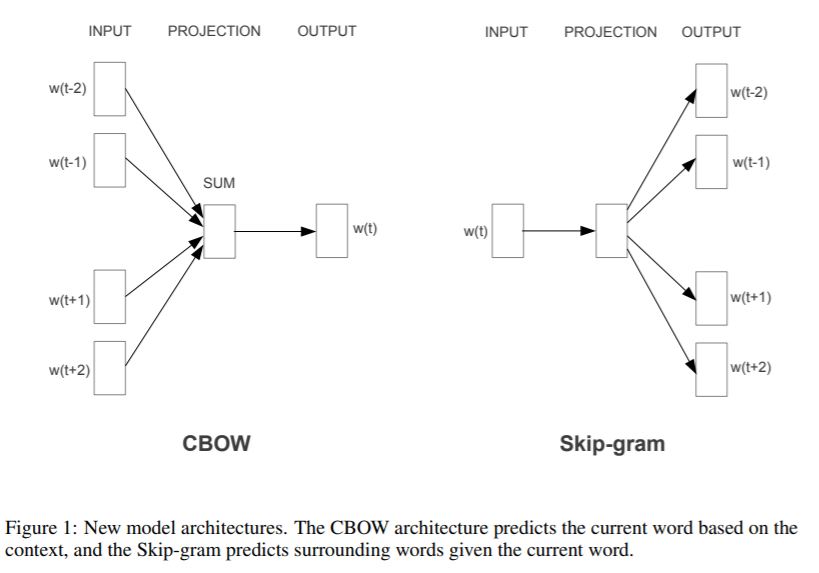 INPUT PROJECTION OUTPUT
w(t-2)
w(t-1)
SUM
w(t)
w(t+1)
w(t+2)
CBOW
INPUT PROJECTION OUTPUT
w(t-2)
w(t-1)
w(t)
w(t+1)
w(t+2)
Skip-gram
Figure 1: New model architectures. The CBOW architecture predicts the current word based on the
context, and the Skip-gram predicts surrounding words given the current word.